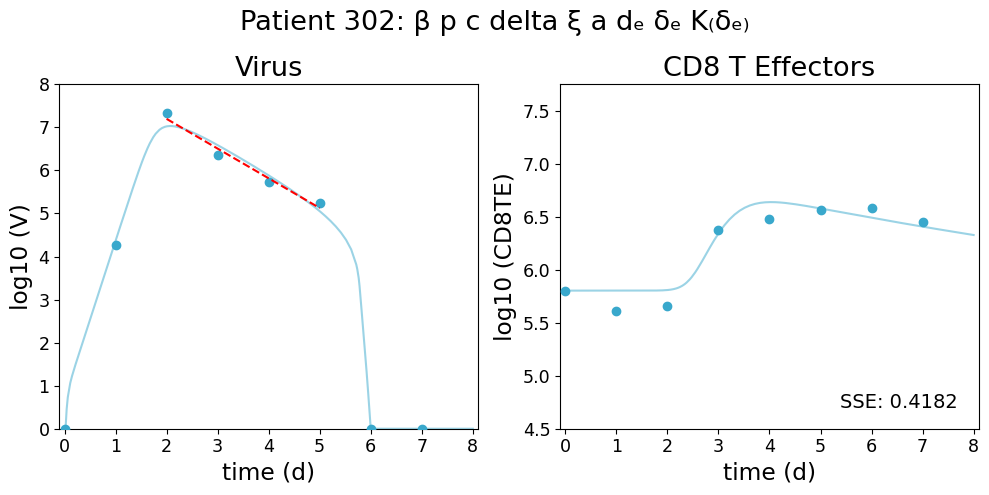 Patient 302: β p c delta ξ a dₑ δₑ K₍δₑ₎
Virus
CD8 T Effectors
log10 (V)
8
7
6
5
4
3
2
1
0
0 1 2 3 4 5 6 7 8
time (d)
log10 (CD8TE)
7.5
7.0
6.5
6.0
5.5
5.0
4.5
SSE: 0.4182
0 1 2 3 4 5 6 7 8
time (d)